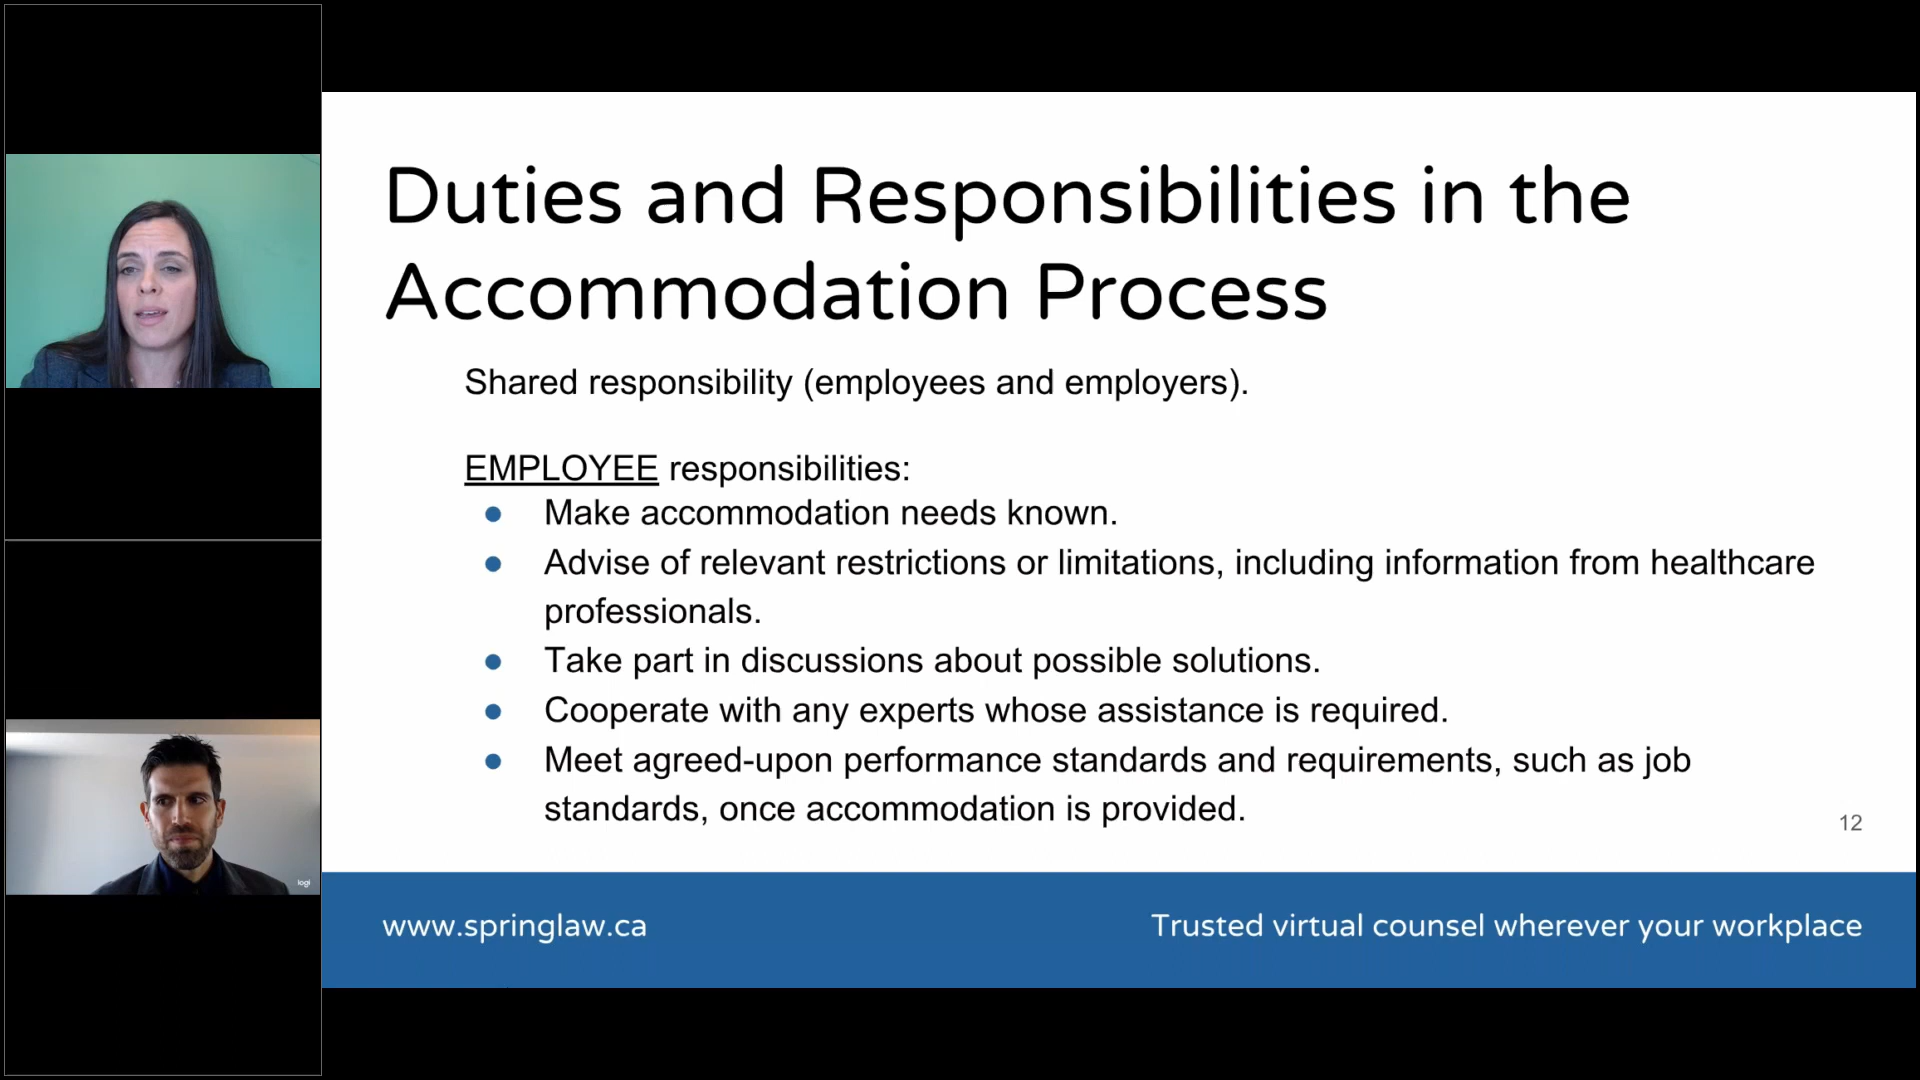 Duties and Responsibilities in the
Accommodation Process
Shared responsibility (employees and employers).
EMPLOYEE responsibilities:
● Make accommodation needs known.
● Advise of relevant restrictions or limitations, including information from healthcare
professionals.
● Take part in discussions about possible solutions.
● Cooperate with any experts whose assistance is required.
● Meet agreed-upon performance standards and requirements, such as job
standards, once accommodation is provided.
12
logi
www.springlaw.ca
Trusted virtual counsel wherever your workplace